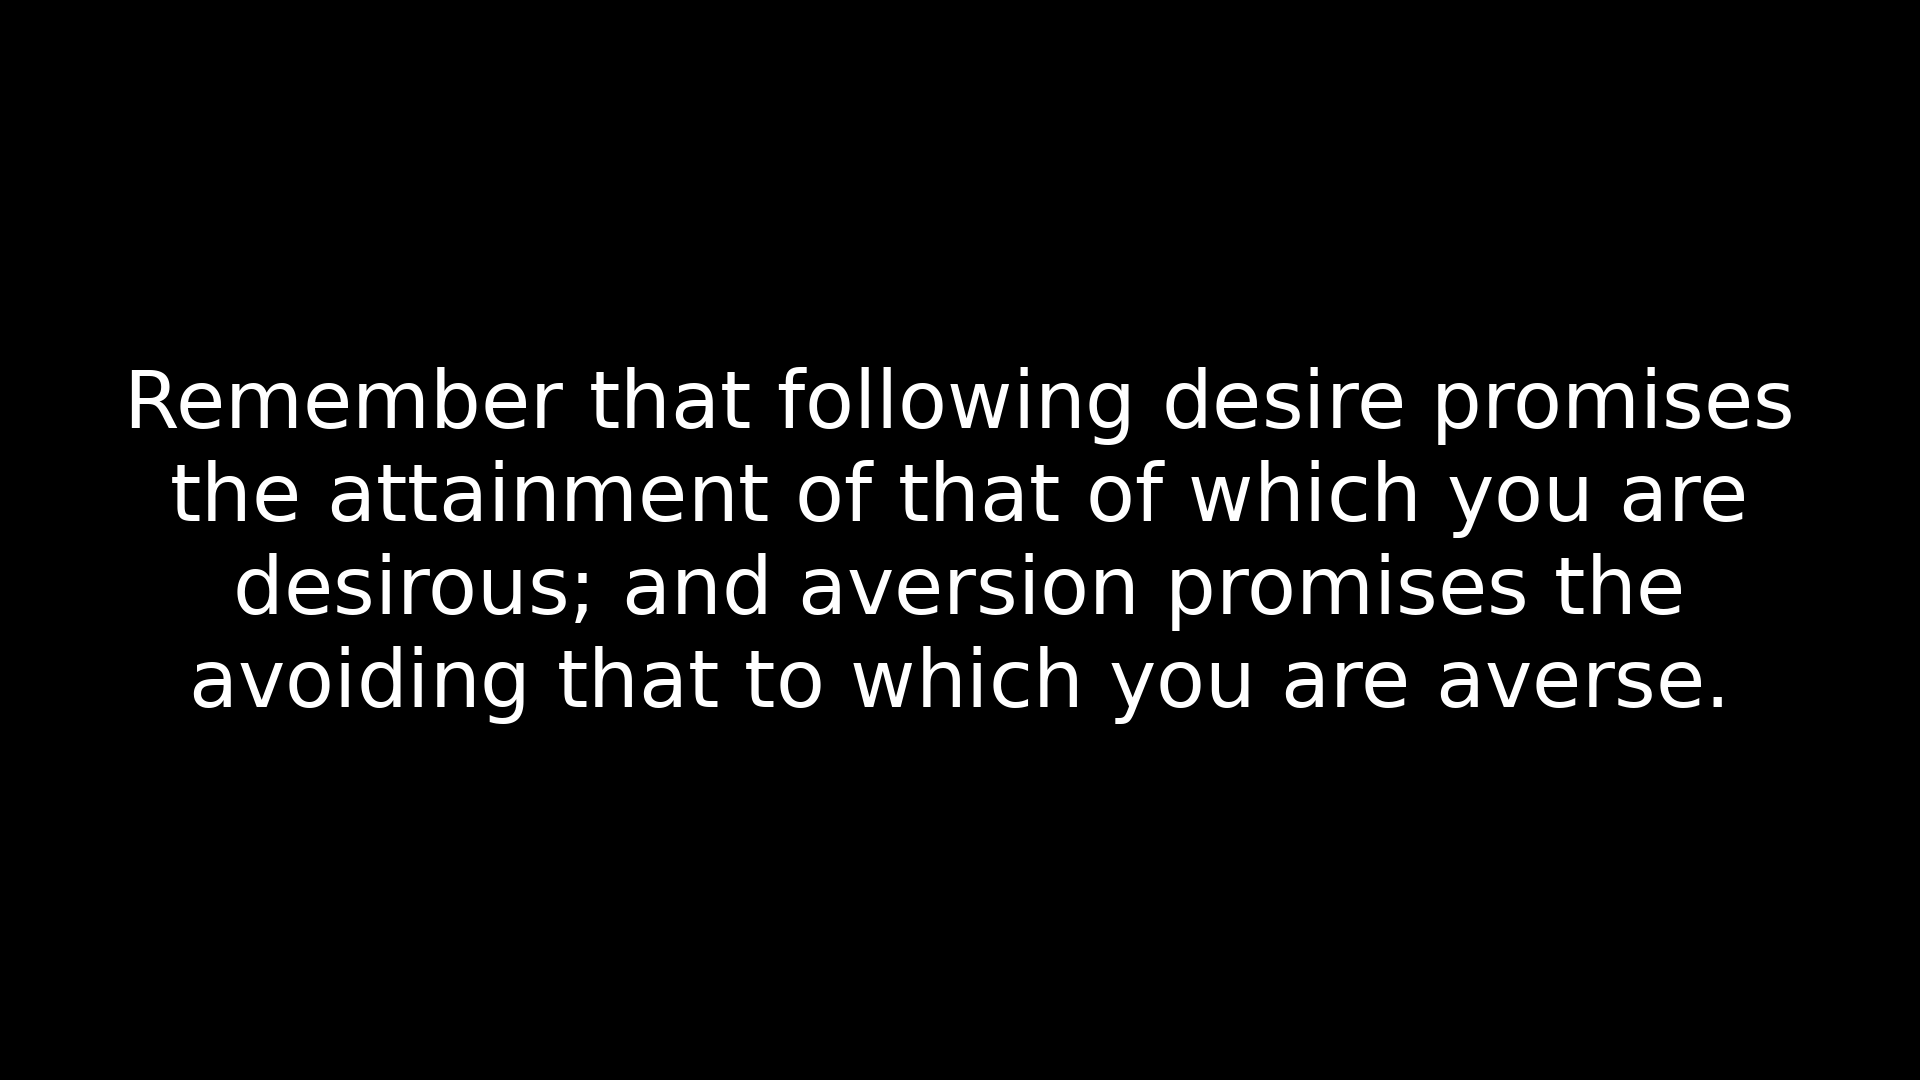 Remember that following desire promises
the attainment of that of which you are
desirous; and aversion promises the
avoiding that to which you are averse.